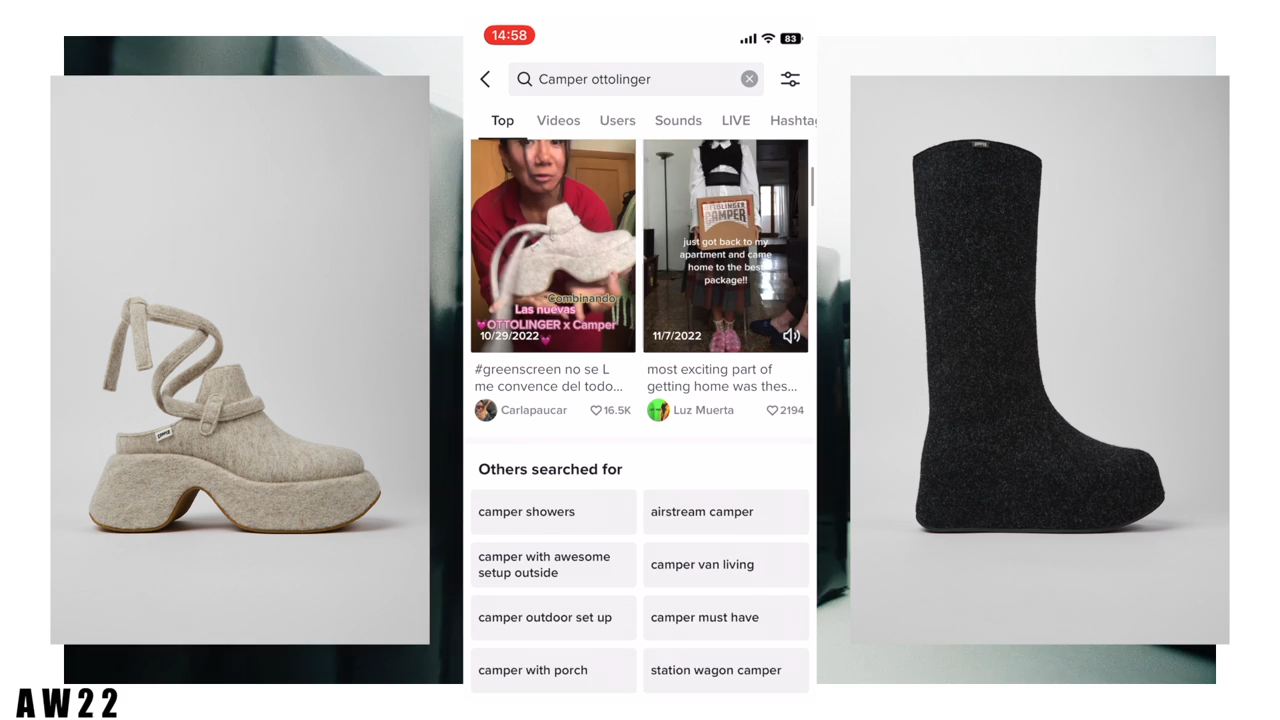 14:58
83
Camper ottolinger
Top Videos Users Sounds LIVE Hashtag
OTTOLINGER
CAMPER
just got back to my
apartment and came
home to the best
package!!
Combinando
Las nuevas
OTTOLINGER x Camper
10/29/2022
11/7/2022
#greenscreen no se L
me convence del todo...
Carlapaucar 16.5K
most exciting part of
getting home was thes...
Luz Muerta 2194
Others searched for
camper showers
airstream camper
camper with awesome
setup outside
camper van living
camper outdoor set up
camper must have
camper with porch
station wagon camper
AW22